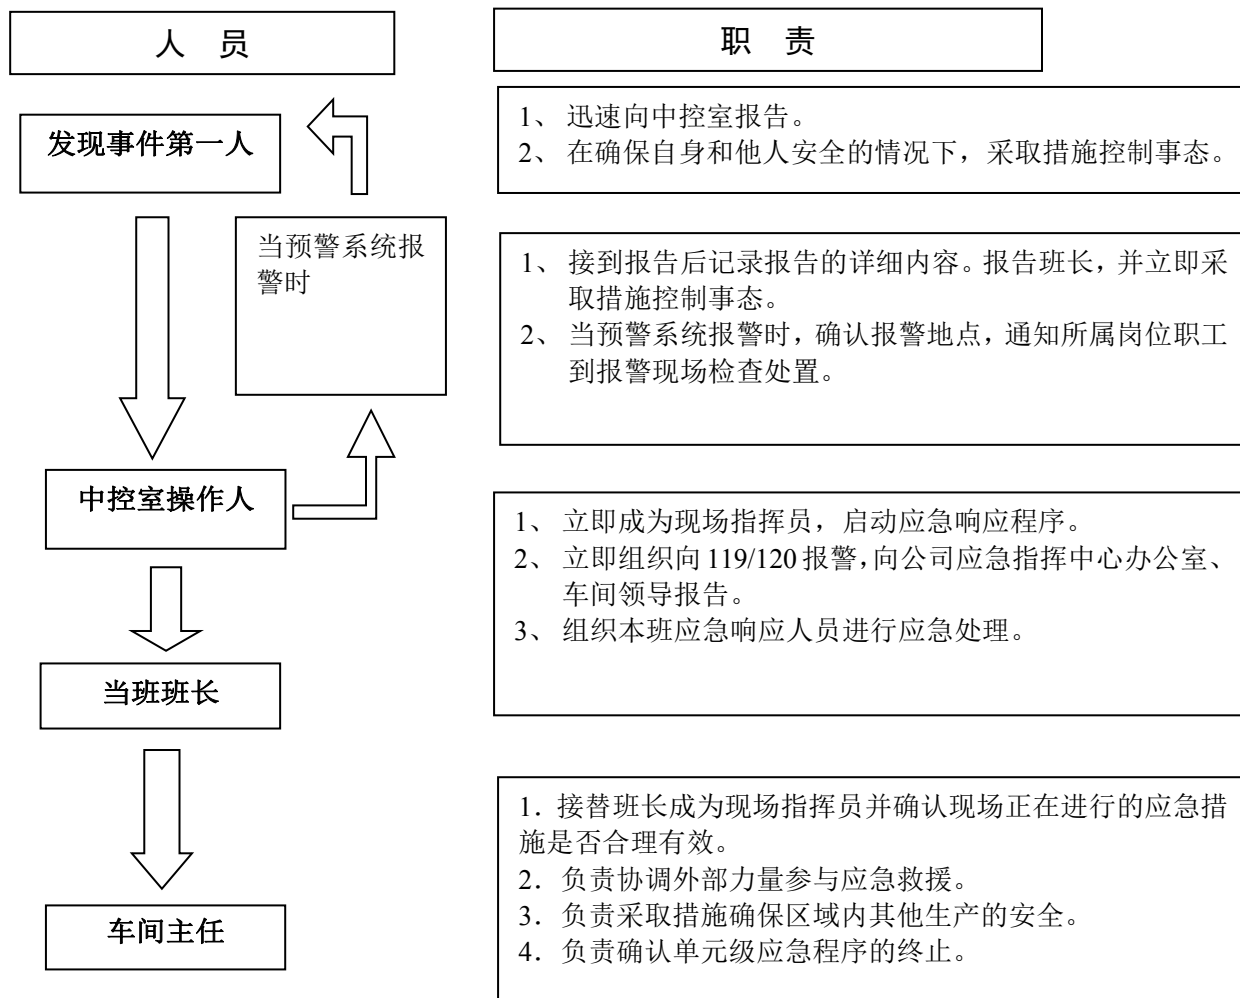 人 员
职 责
发现事件第一人
1、 迅速向中控室报告。
2、 在确保自身和他人安全的情况下，采取措施控制事态。
当预警系统报
警时
1、 接到报告后记录报告的详细内容。报告班长，并立即采
取措施控制事态。
2、 当预警系统报警时，确认报警地点，通知所属岗位职工
到报警现场检查处置。
中控室操作人
1、 立即成为现场指挥员，启动应急响应程序。
2、 立即组织向 119/120 报警，向公司应急指挥中心办公室、
车间领导报告。
3、 组织本班应急响应人员进行应急处理。
当班班长
1．接替班长成为现场指挥员并确认现场正在进行的应急措
施是否合理有效。
2．负责协调外部力量参与应急救援。
3．负责采取措施确保区域内其他生产的安全。
4．负责确认单元级应急程序的终止。
车间主任